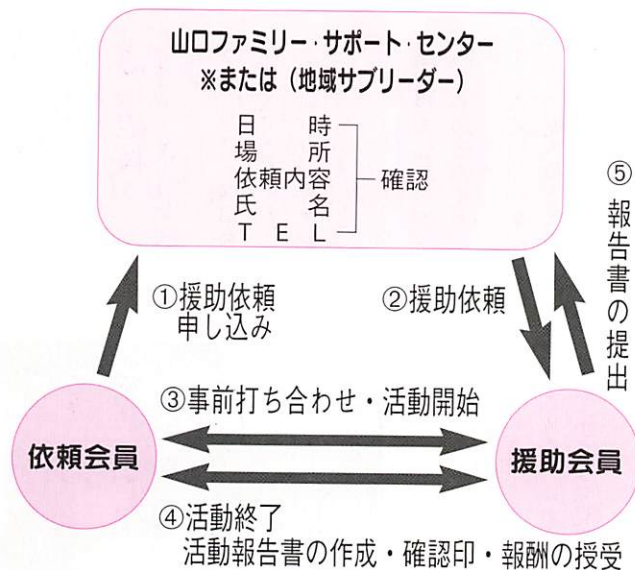 山口ファミリー・サポート・センター
※または（地域サブリーダー）
日時
場所
依頼内容
氏名
TEL
確認
①援助依頼
申し込み
②援助依頼
⑤報告書の提出
③事前打ち合わせ・活動開始
依頼会員
援助会員
④活動終了
活動報告書の作成・確認印・報酬の授受